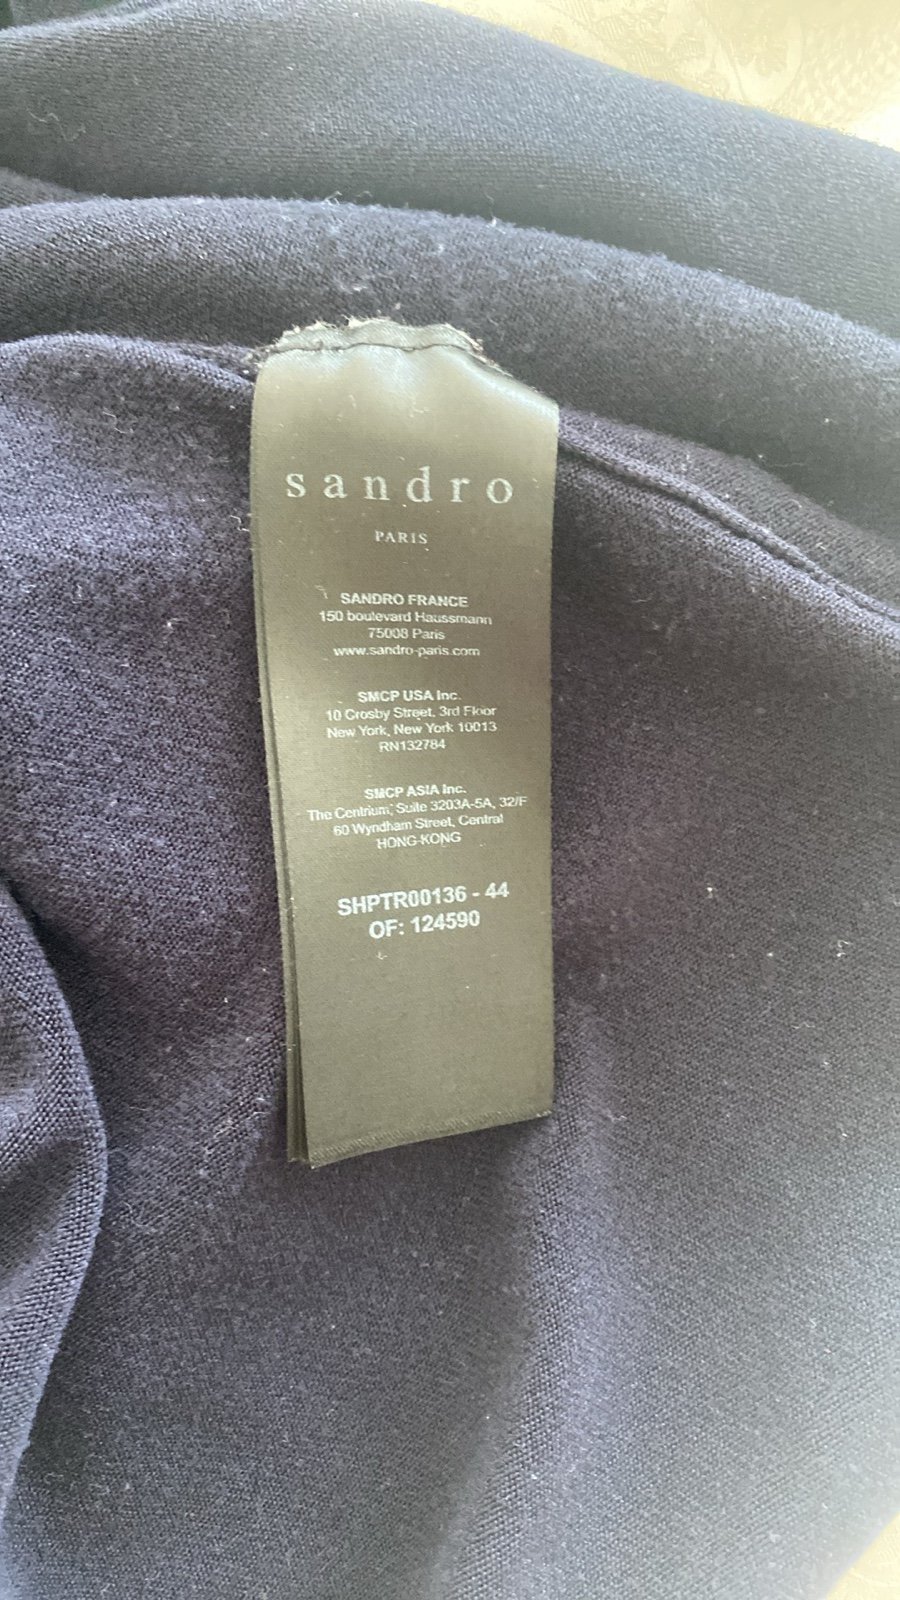 sandro
PARIS
SANDRO FRANCE
150 boulevard Haussmann
75008 Paris
www.sandro-paris.com
SMCP USA Inc.
10 Crosby Street, 3rd Floor
New York, New York 10013
RN132784
SMCP ASIA Inc.
The Centrium, Suite 3203A-5A, 32/F
60 Wyndham Street, Central
HONG-KONG
SHPTR00136 - 44
OF: 124590